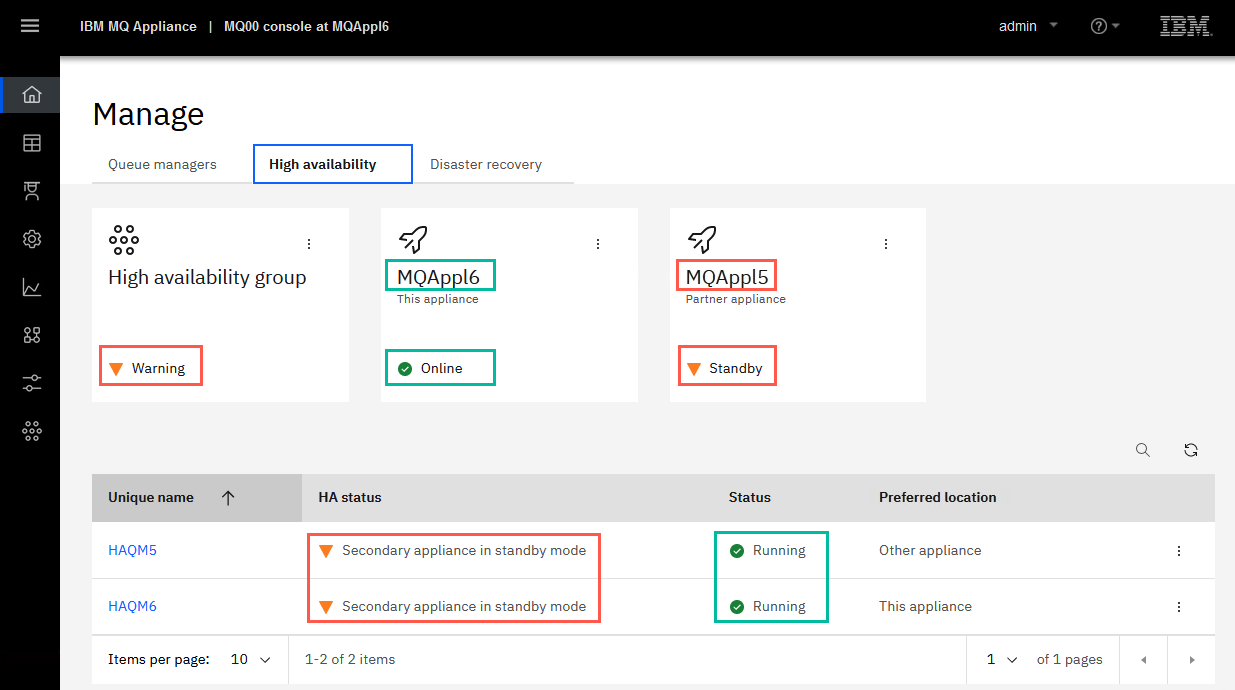 IBM MQ Appliance | MQ00 console at MQAppl6
admin
IBM
Manage
Queue managers
High availability
Disaster recovery
High availability group
Warning
MQAppl6
This appliance
Online
MQAppl5
Partner appliance
Standby
Unique name HA status Status Preferred location
HAQM5 Secondary appliance in standby mode Running Other appliance
HAQM6 Secondary appliance in standby mode Running This appliance
Items per page: 10 1-2 of 2 items 1 of 1 pages